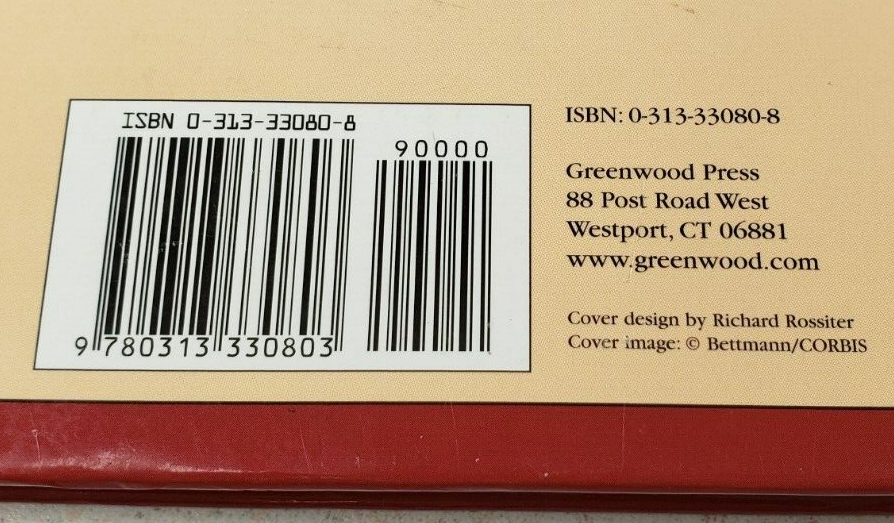 ISBN 0-313-33080-8
90000
9 780313 330803
ISBN: 0-313-33080-8
Greenwood Press
88 Post Road West
Westport, CT 06881
www.greenwood.com
Cover design by Richard Rossiter
Cover image: © Bettmann/CORBIS